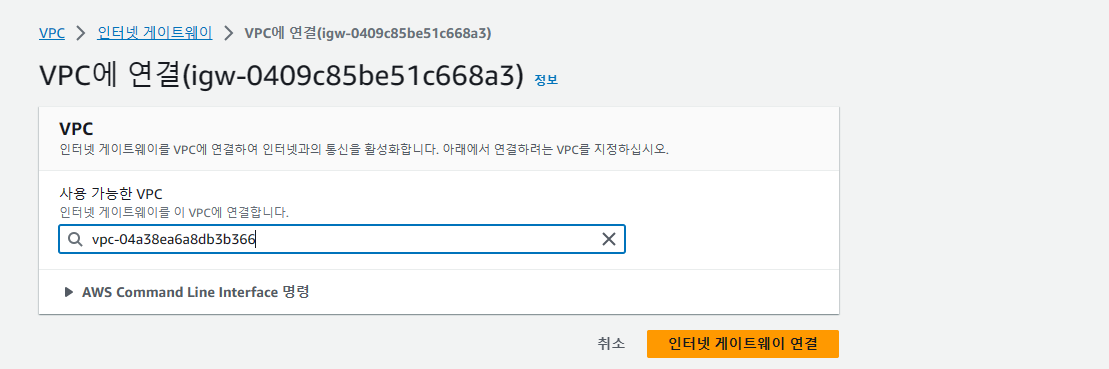 VPC > 인터넷 게이트웨이 > VPC에 연결(igw-0409c85be51c668a3)
VPC에 연결(igw-0409c85be51c668a3) 정보
VPC
인터넷 게이트웨이를 VPC에 연결하여 인터넷과의 통신을 활성화합니다. 아래에서 연결하려는 VPC를 지정하십시오.
사용 가능한 VPC
인터넷 게이트웨이를 이 VPC에 연결합니다.
vpc-04a38ea6a8db3b366
AWS Command Line Interface 명령
취소 인터넷 게이트웨이 연결